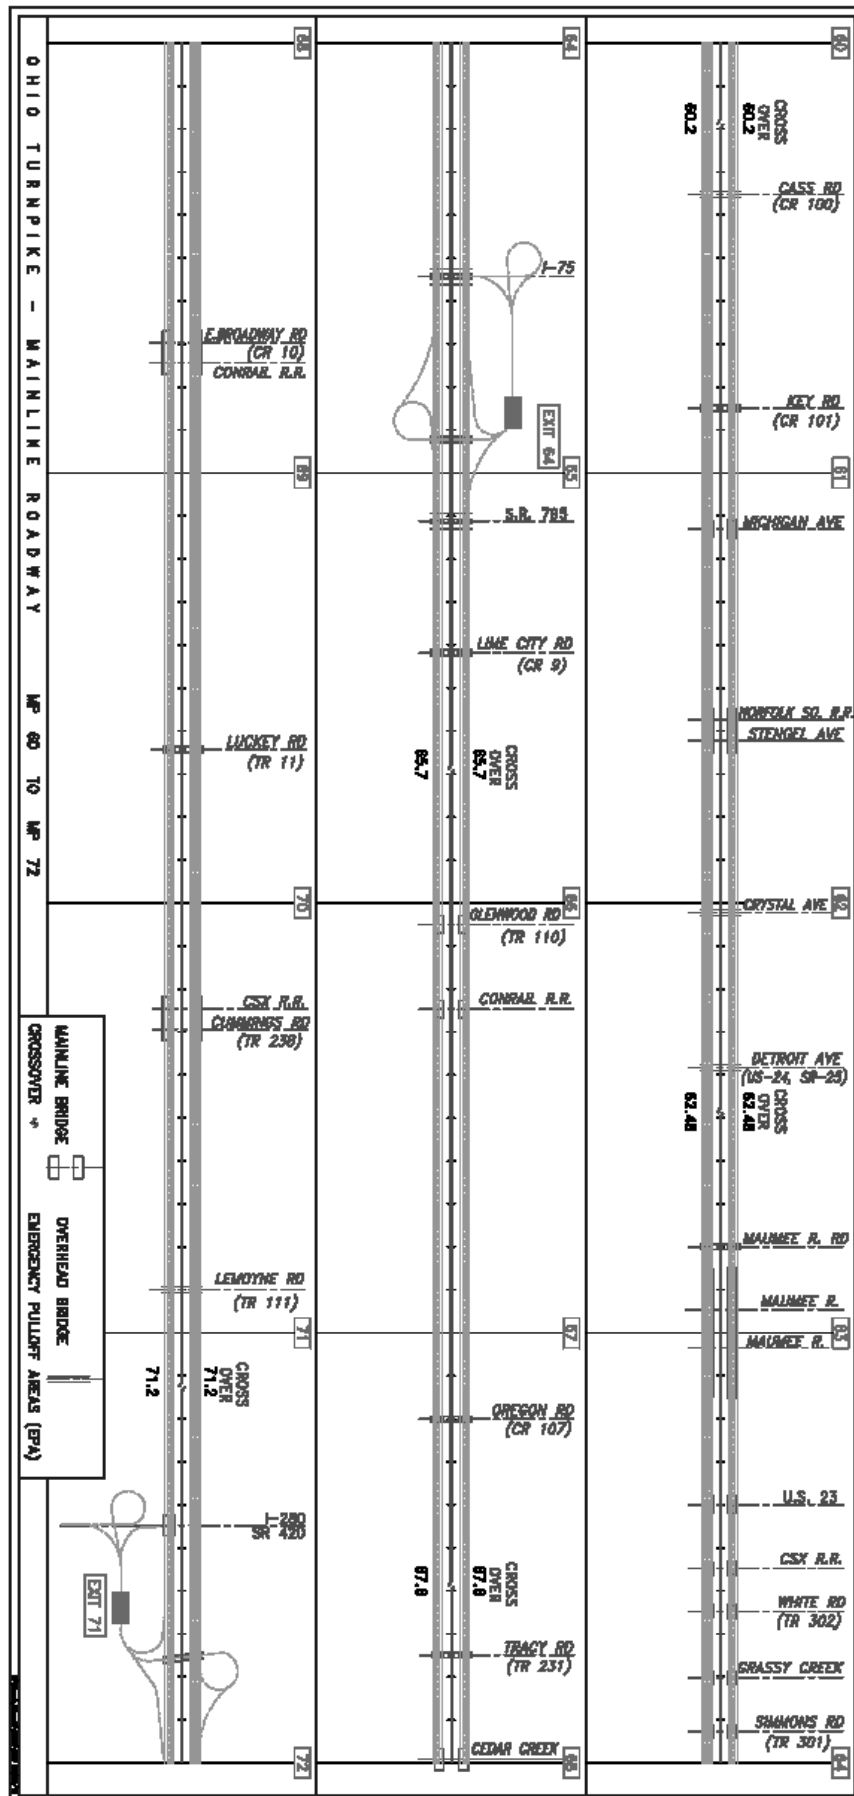 OHIO TURNPIKE - MAINLINE ROADWAY MP 60 TO MP 72
60
CROSS
OVER
60.2
60.2
CASS RD
(CR 100)
KEY RD
(CR 101)
61
MICHIGAN AVE
NORFOLK SO. R.R.
STENGEL AVE
62
CRYSTAL AVE
DETROIT AVE
(US-24, SR-25)
CROSS
OVER
62.48
62.48
MAUMEE R. RD
MAUMEE R.
63
MAUMEE R.
U.S. 23
CSX R.R.
WHITE RD
(TR 302)
GRASSY CREEK
SIMMONS RD
(TR 301)
64
64
I-75
EXIT 64
65
S.R. 795
LIME CITY RD
(CR 9)
CROSS
OVER
65.7
65.7
66
GLENWOOD RD
(TR 110)
CONRAIL R.R.
67
OREGON RD
(CR 107)
CROSS
OVER
67.6
67.6
TRACY RD
(TR 231)
CEDAR CREEK
68
68
E.BROADWAY RD
(CR 10)
CONRAIL R.R.
69
LUCKEY RD
(TR 11)
70
CSX R.R.
CUMMINGS RD
(TR 238)
LEMOYNE RD
(TR 111)
71
CROSS
OVER
71.2
71.2
I-280
SR 420
EXIT 71
72
MAINLINE BRIDGE
OVERHEAD BRIDGE
CROSSOVER
EMERGENCY PULLOFF AREAS (EPA)